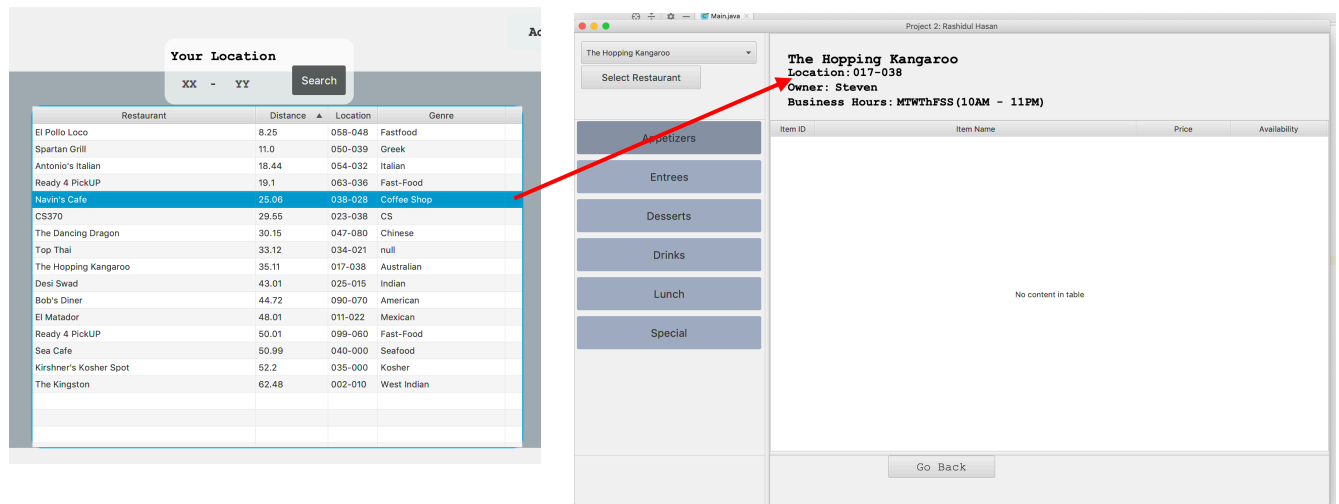 Ac
Your Location
XX - YY
Search
Restaurant Distance Location Genre
El Pollo Loco 8.25 058-048 Fastfood
Spartan Grill 11.0 050-039 Greek
Antonio's Italian 18.44 054-032 Italian
Ready 4 PickUP 19.1 063-036 Fast-Food
Navin's Cafe 25.06 038-028 Coffee Shop
CS370 29.55 023-038 CS
The Dancing Dragon 30.15 047-080 Chinese
Top Thai 33.12 034-021 null
The Hopping Kangaroo 35.11 017-038 Australian
Desi Swad 43.01 025-015 Indian
Bob's Diner 44.72 090-070 American
El Matador 48.01 011-022 Mexican
Ready 4 PickUP 50.01 099-060 Fast-Food
Sea Cafe 50.99 040-000 Seafood
Kirshner's Kosher Spot 52.2 035-000 Kosher
The Kingston 62.48 002-010 West Indian
Main.java
Project 2: Rashidul Hasan
The Hopping Kangaroo
Select Restaurant
Appetizers
Entrees
Desserts
Drinks
Lunch
Special
The Hopping Kangaroo
Location: 017-038
Owner: Steven
Business Hours: MTWThFSS(10AM - 11PM)
Item ID Item Name Price Availability
No content in table
Go Back